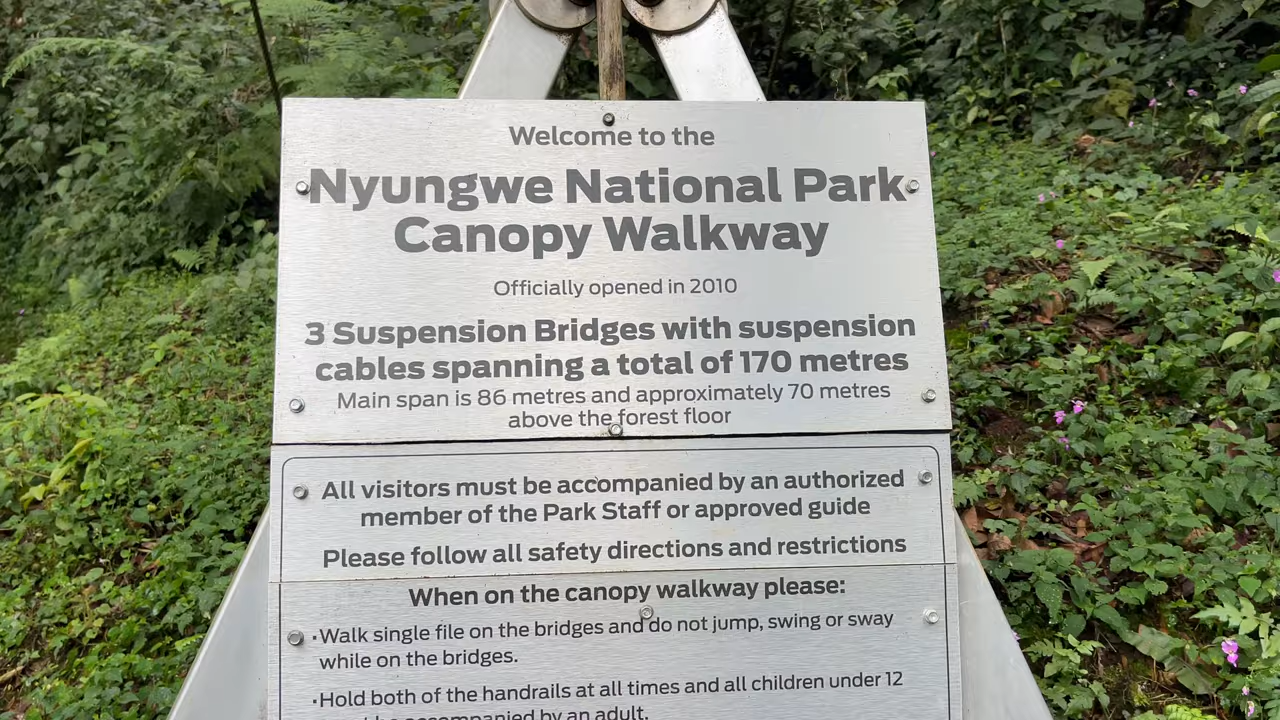 Welcome to the
Nyungwe National Park
Canopy Walkway
Officially opened in 2010
3 Suspension Bridges with suspension
cables spanning a total of 170 metres
Main span is 86 metres and approximately 70 metres
above the forest floor
All visitors must be accompanied by an authorized
member of the Park Staff or approved guide
Please follow all safety directions and restrictions
When on the canopy walkway please:
·Walk single file on the bridges and do not jump, swing or sway
while on the bridges.
·Hold both of the handrails at all times and all children under 12
be accompanied by an adult.